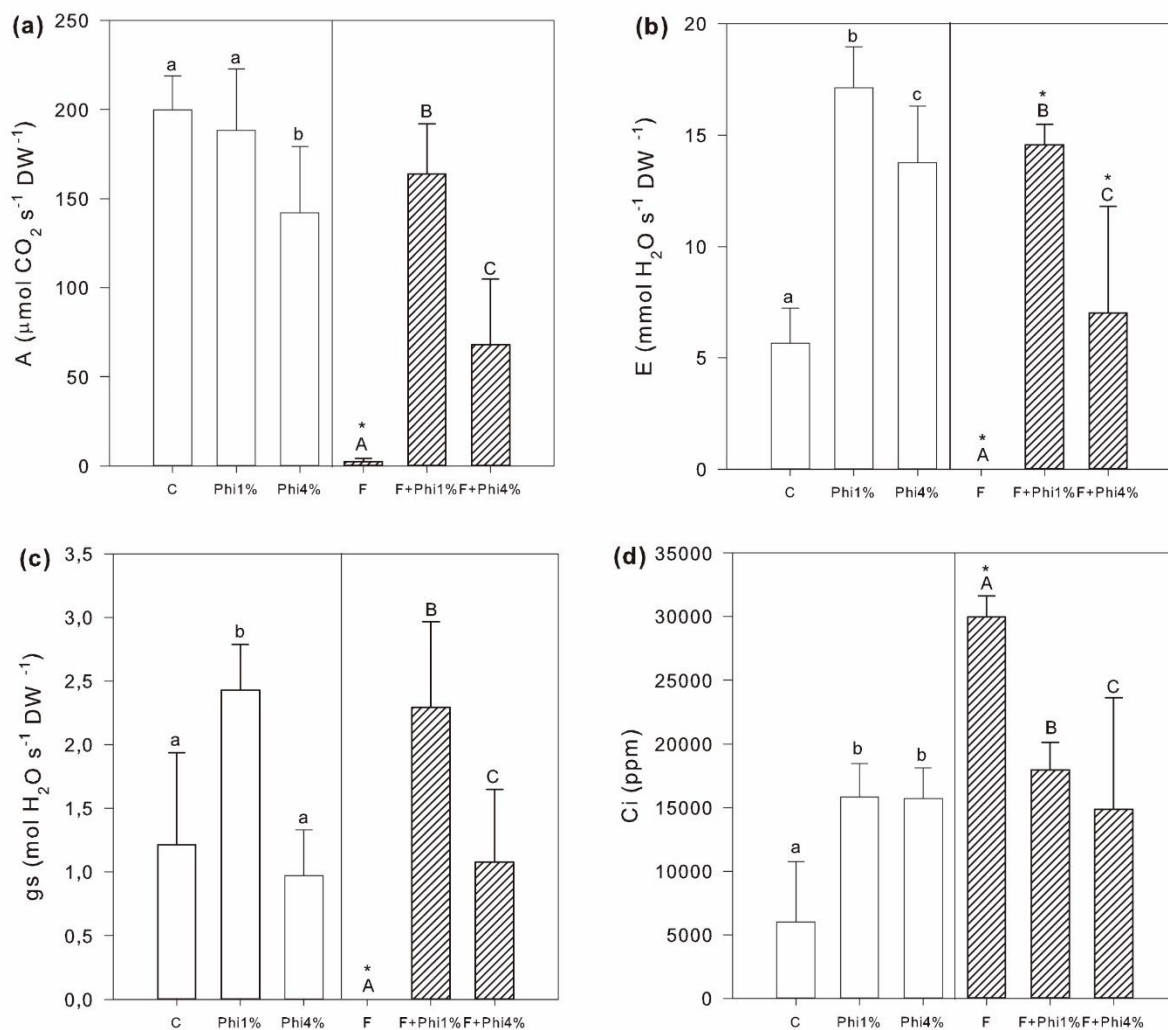 (a)
250
200
150
100
50
0
A (μmol CO₂ s⁻¹ DW⁻¹)
a
a
b
*
A
B
C
C Phi1% Phi4% F F+Phi1% F+Phi4%
(b)
20
15
10
5
0
E (mmol H₂O s⁻¹ DW⁻¹)
a
b
c
*
A
*
B
*
C
C Phi1% Phi4% F F+Phi1% F+Phi4%
(c)
3,5
3,0
2,5
2,0
1,5
1,0
0,5
0,0
gs (mol H₂O s⁻¹ DW⁻¹)
a
b
a
*
A
B
C
C Phi1% Phi4% F F+Phi1% F+Phi4%
(d)
35000
30000
25000
20000
15000
10000
5000
0
Ci (ppm)
a
b
b
*
A
B
C
C Phi1% Phi4% F F+Phi1% F+Phi4%